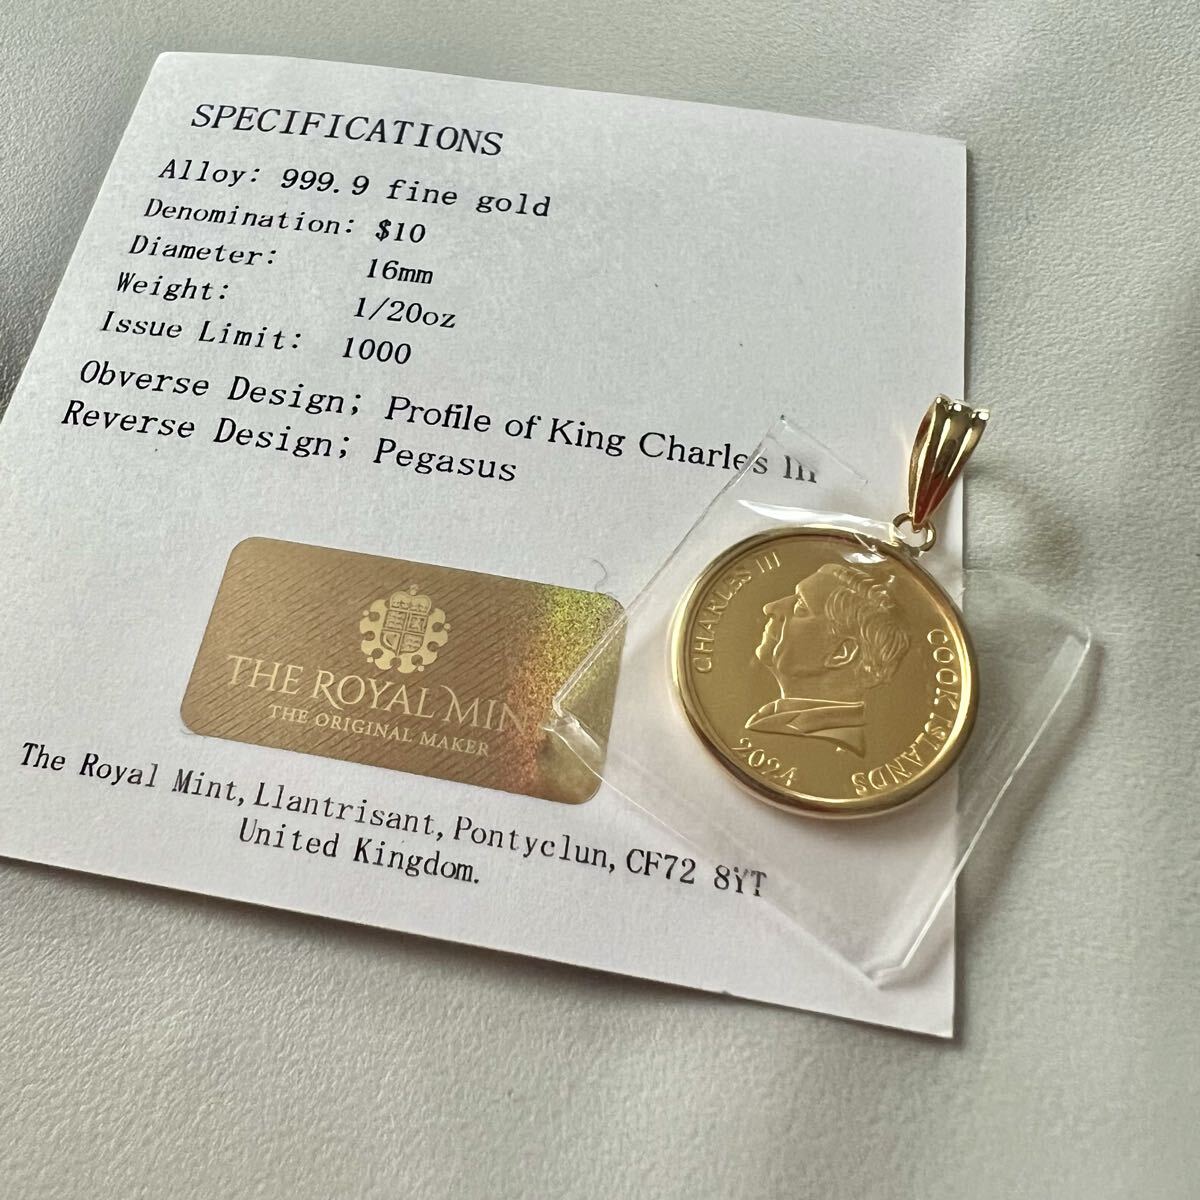 SPECIFICATIONS
Alloy: 999.9 fine gold
Denomination: $10
Diameter: 16mm
Weight: 1/20oz
Issue Limit: 1000
Obverse Design; Profile of King Charles III
Reverse Design; Pegasus
THE ROYAL MINT
THE ORIGINAL MAKER
The Royal Mint, Llantrisant, Pontyclun, CF72 8YT
United Kingdom.
CHARLES III
COOK ISLANDS
2024